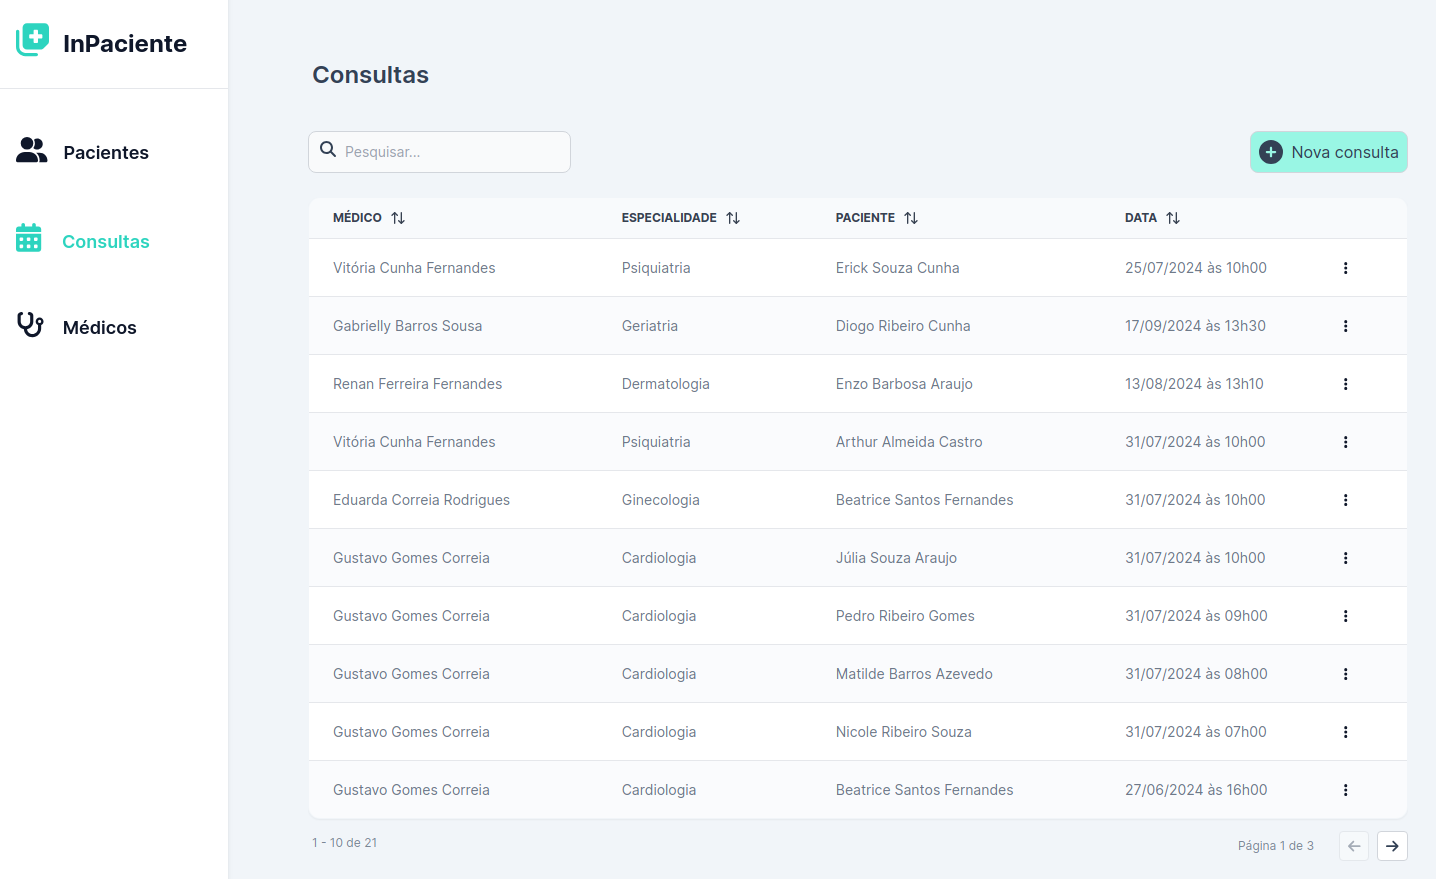 InPaciente
Pacientes
Consultas
Médicos
Consultas
Pesquisar...
Nova consulta
MÉDICO ESPECIALIDADE PACIENTE DATA
Vitória Cunha Fernandes Psiquiatria Erick Souza Cunha 25/07/2024 às 10h00
Gabrielly Barros Sousa Geriatria Diogo Ribeiro Cunha 17/09/2024 às 13h30
Renan Ferreira Fernandes Dermatologia Enzo Barbosa Araujo 13/08/2024 às 13h10
Vitória Cunha Fernandes Psiquiatria Arthur Almeida Castro 31/07/2024 às 10h00
Eduarda Correia Rodrigues Ginecologia Beatrice Santos Fernandes 31/07/2024 às 10h00
Gustavo Gomes Correia Cardiologia Júlia Souza Araujo 31/07/2024 às 10h00
Gustavo Gomes Correia Cardiologia Pedro Ribeiro Gomes 31/07/2024 às 09h00
Gustavo Gomes Correia Cardiologia Matilde Barros Azevedo 31/07/2024 às 08h00
Gustavo Gomes Correia Cardiologia Nicole Ribeiro Souza 31/07/2024 às 07h00
Gustavo Gomes Correia Cardiologia Beatrice Santos Fernandes 27/06/2024 às 16h00
1 - 10 de 21
Página 1 de 3